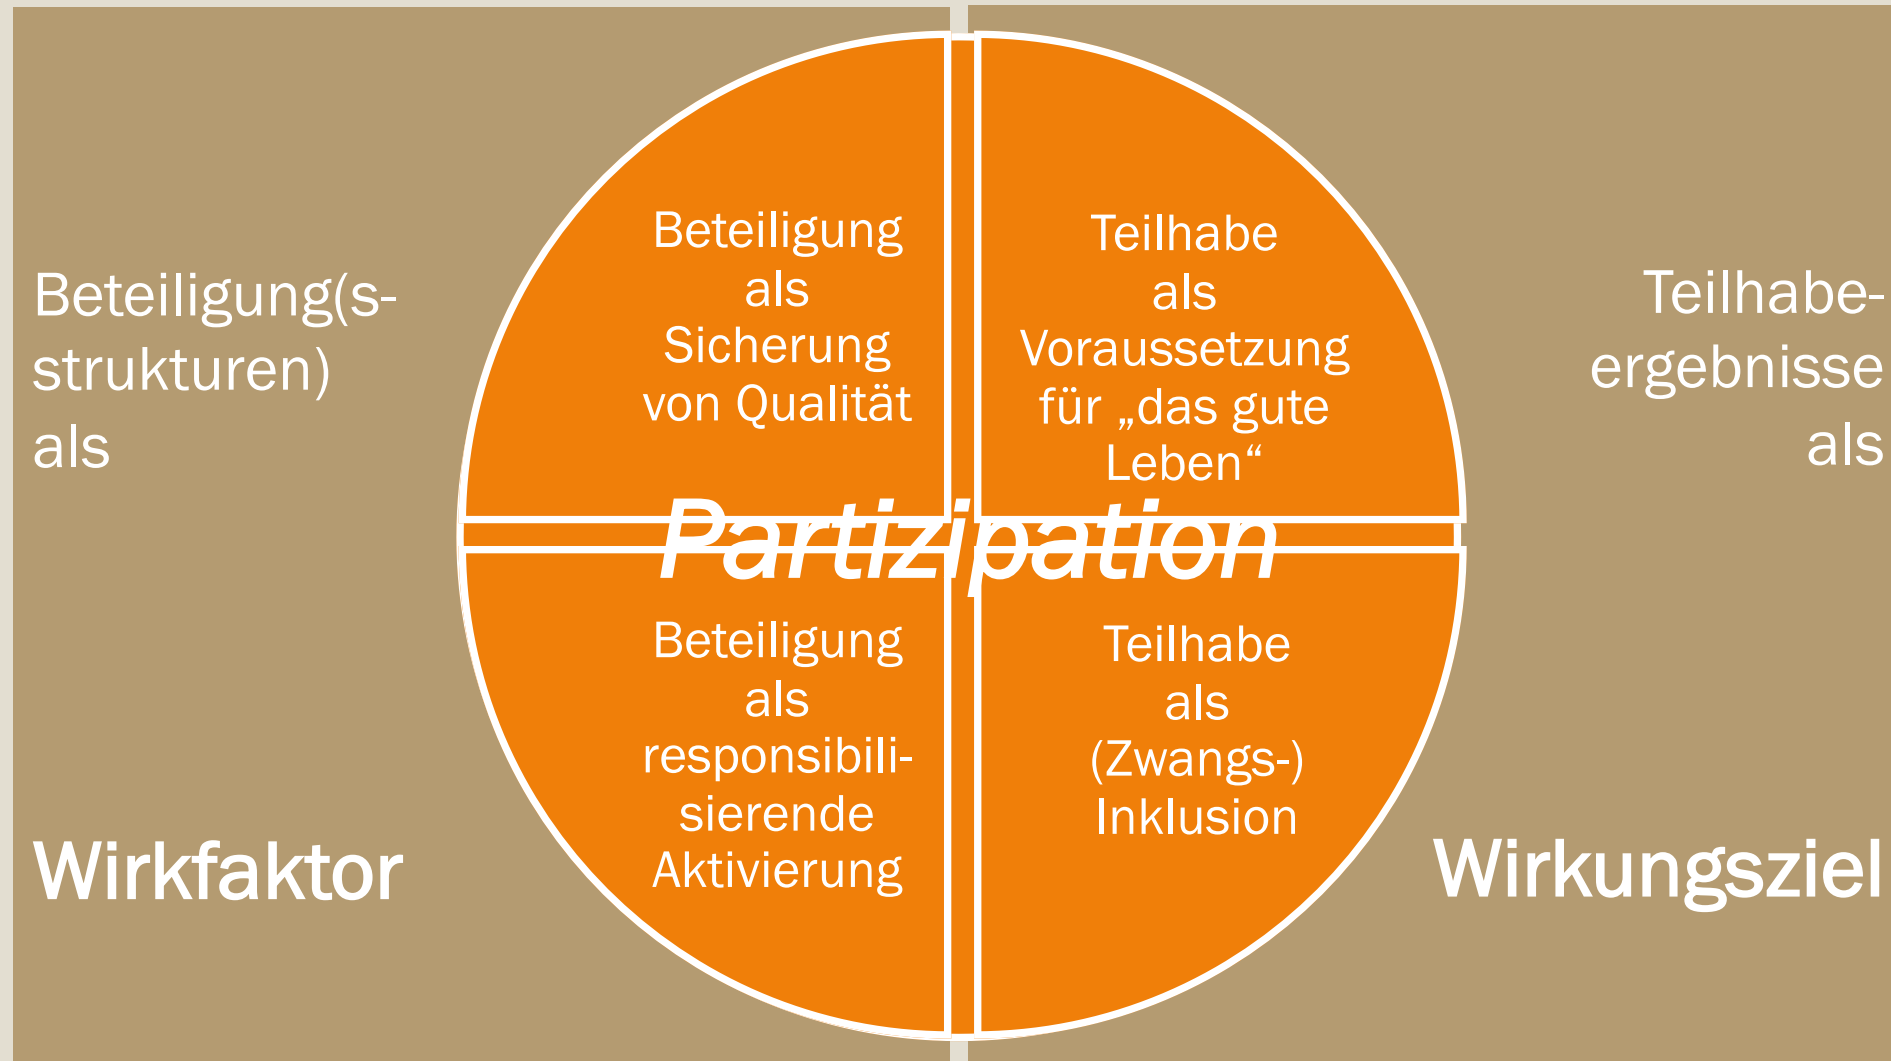 Beteiligung(s-
strukturen)
als
Wirkfaktor
Beteiligung
als
Sicherung
von Qualität
Teilhabe
als
Voraussetzung
für „das gute
Leben“
Partizipation
Beteiligung
als
responsibili-
sierende
Aktivierung
Teilhabe
als
(Zwangs-)
Inklusion
Teilhabe-
ergebnisse
als
Wirkungsziel